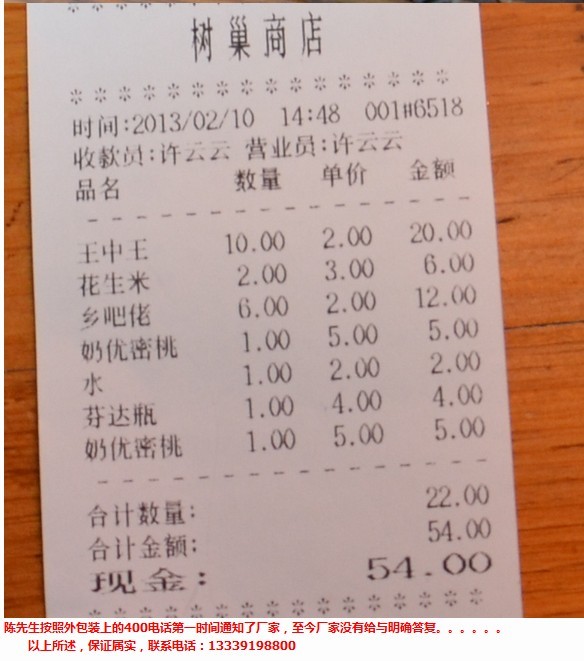 树巢商店
******************
时间:2013/02/10 14:48 001#6518
收款员:许云云 营业员:许云云
品名 数量 单价 金额
王中王 10.00 2.00 20.00
花生米 2.00 3.00 6.00
乡吧佬 6.00 2.00 12.00
奶优蜜桃 1.00 5.00 5.00
水 1.00 2.00 2.00
芬达瓶 1.00 4.00 4.00
奶优蜜桃 1.00 5.00 5.00
合计数量: 22.00
合计金额: 54.00
现金: 54.00
陈先生按照外包装上的400电话第一时间通知了厂家，至今厂家没有给与明确答复。。。。。。
以上所述，保证属实，联系电话：13339198800